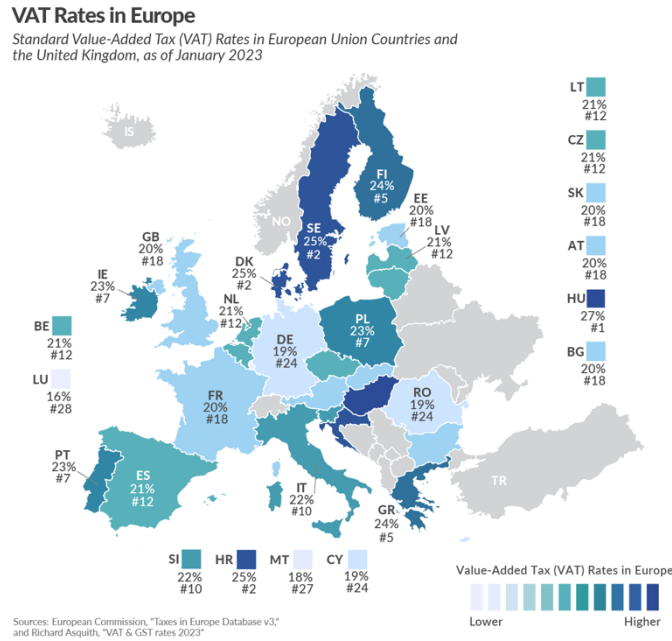 VAT Rates in Europe
Standard Value-Added Tax (VAT) Rates in European Union Countries and
the United Kingdom, as of January 2023
IS
NO
SE
25%
#2
FI
24%
#5
EE
20%
#18
LV
21%
#12
LT
21%
#12
CZ
21%
#12
SK
20%
#18
AT
20%
#18
HU
27%
#1
BG
20%
#18
GB
20%
#18
IE
23%
#7
DK
25%
#2
NL
21%
#12
BE
21%
#12
LU
16%
#28
DE
19%
#24
PL
23%
#7
FR
20%
#18
RO
19%
#24
PT
23%
#7
ES
21%
#12
IT
22%
#10
GR
24%
#5
TR
SI
22%
#10
HR
25%
#2
MT
18%
#27
CY
19%
#24
Value-Added Tax (VAT) Rates in Europe
Lower
Higher
Sources: European Commission, "Taxes in Europe Database v3,"
and Richard Asquith, "VAT & GST rates 2023"